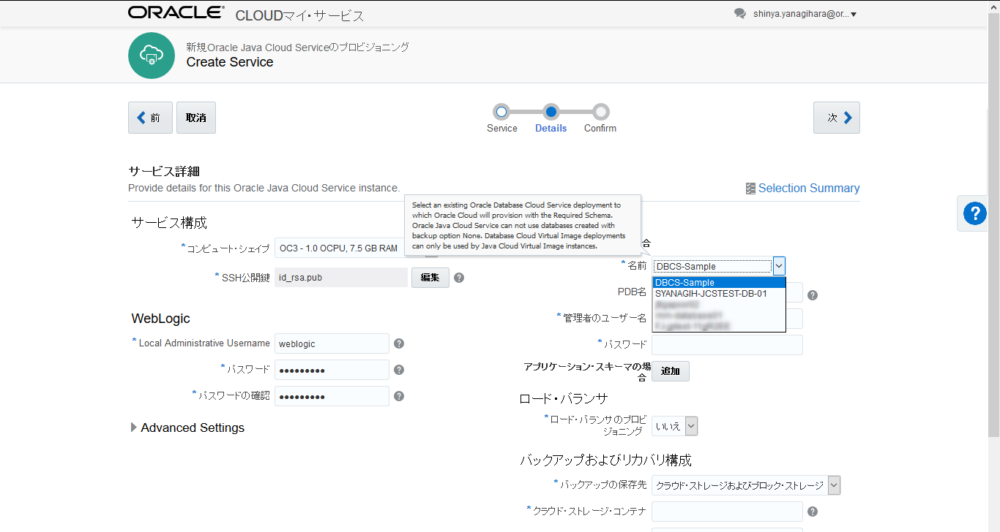 ORACLE CLOUDマイ・サービス
shinya.yanagihara@or...
新規Oracle Java Cloud Serviceのプロビジョニング
Create Service
前
取消
Service
Details
Confirm
次
サービス詳細
Provide details for this Oracle Java Cloud Service instance.
Selection Summary
サービス構成
*コンピュート・シェイプ
OC3 - 1.0 OCPU, 7.5 GB RAM
*SSH公開鍵
id_rsa.pub
編集
?
WebLogic
*Local Administrative Username
weblogic
?
*パスワード
●●●●●●●●●
?
*パスワードの確認
●●●●●●●●●
?
Advanced Settings
Select an existing Oracle Database Cloud Service deployment to
which Oracle Cloud will provision with the Required Schema.
Oracle Java Cloud Service can not use databases created with
backup option None. Database Cloud Virtual Image deployments
can only be used by Java Cloud Virtual Image instances.
合
*名前
DBCS-Sample
DBCS-Sample
SYANAGIH-JCSTEST-DB-01
PDB名
?
*管理者のユーザー名
*パスワード
アプリケーション・スキーマの場
合
追加
ロード・バランサ
*ロード・バランサのプロビ
ジョニング
いいえ
バックアップおよびリカバリ構成
*バックアップの保存先
クラウド・ストレージおよびブロック・ストレージ
*クラウド・ストレージ・コンテナ
?
?